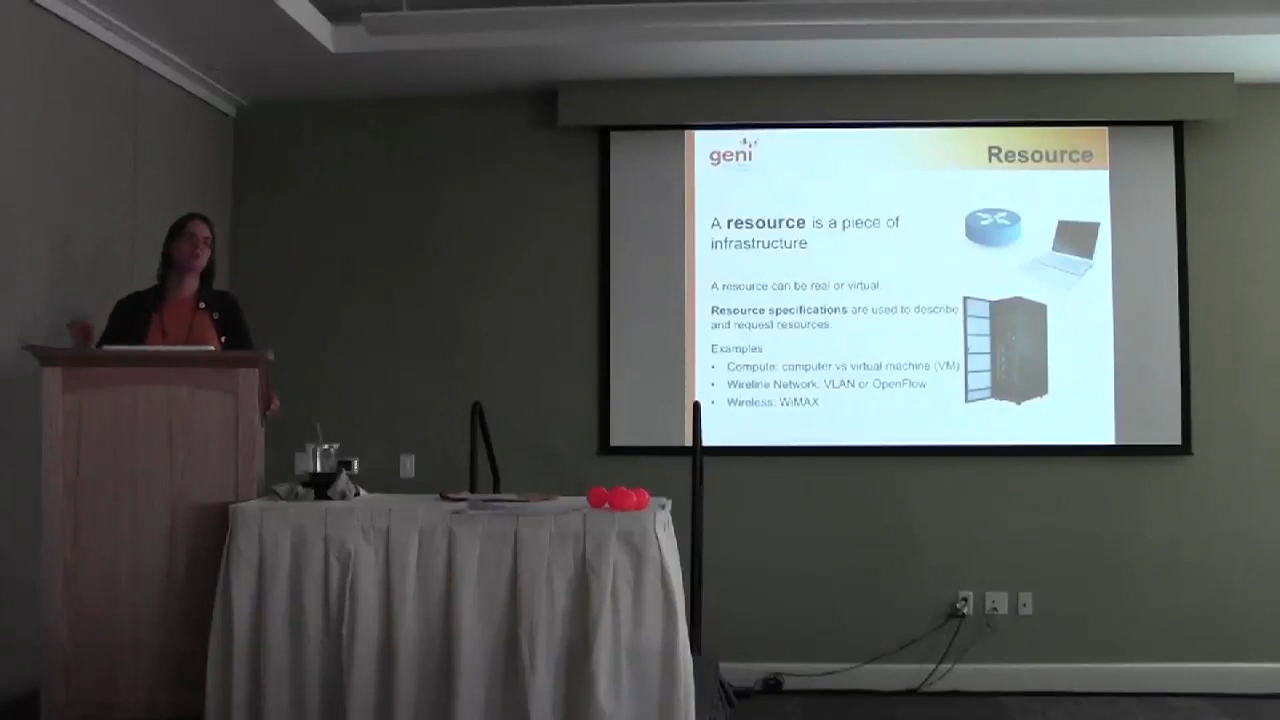 geni
Resource
A resource is a piece of
infrastructure
A resource can be real or virtual.
Resource specifications are used to describe
and request resources.
Examples
• Compute: computer vs virtual machine (VM)
• Wireline Network: VLAN or OpenFlow
• Wireless: WiMAX